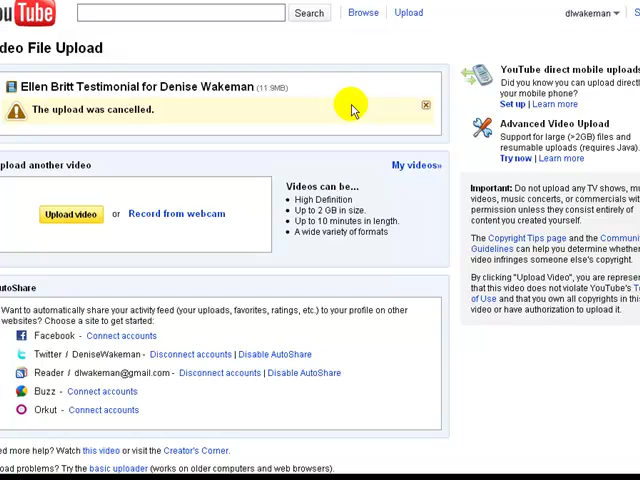 ouTube Search Browse Upload dlwakeman S
ideo File Upload
Ellen Britt Testimonial for Denise Wakeman (11.9MB)
The upload was cancelled.
pload another video My videos»
Upload video or Record from webcam
Videos can be...
High Definition
Up to 2 GB in size.
Up to 10 minutes in length.
A wide variety of formats
utoShare
Want to automatically share your activity feed (your uploads, favorites, ratings, etc.) to your profile on other
websites? Choose a site to get started:
Facebook - Connect accounts
Twitter / DeniseWakeman - Disconnect accounts | Disable AutoShare
Reader / dlwakeman@gmail.com - Disconnect accounts | Disable AutoShare
Buzz - Connect accounts
Orkut - Connect accounts
eed more help? Watch this video or visit the Creator's Corner.
load problems? Try the basic uploader (works on older computers and web browsers).
YouTube direct mobile uploads
Did you know you can upload direct
your mobile phone?
Set up | Learn more
Advanced Video Upload
Support for large (>2GB) files and
resumable uploads (requires Java).
Try now | Learn more
Important: Do not upload any TV shows, mu
videos, music concerts, or commercials wit
permission unless they consist entirely of
content you created yourself.
The Copyright Tips page and the Communi
Guidelines can help you determine whethe
video infringes someone else's copyright.
By clicking "Upload Video", you are represe
that this video does not violate YouTube's T
of Use and that you own all copyrights in this
video or have authorization to upload it.